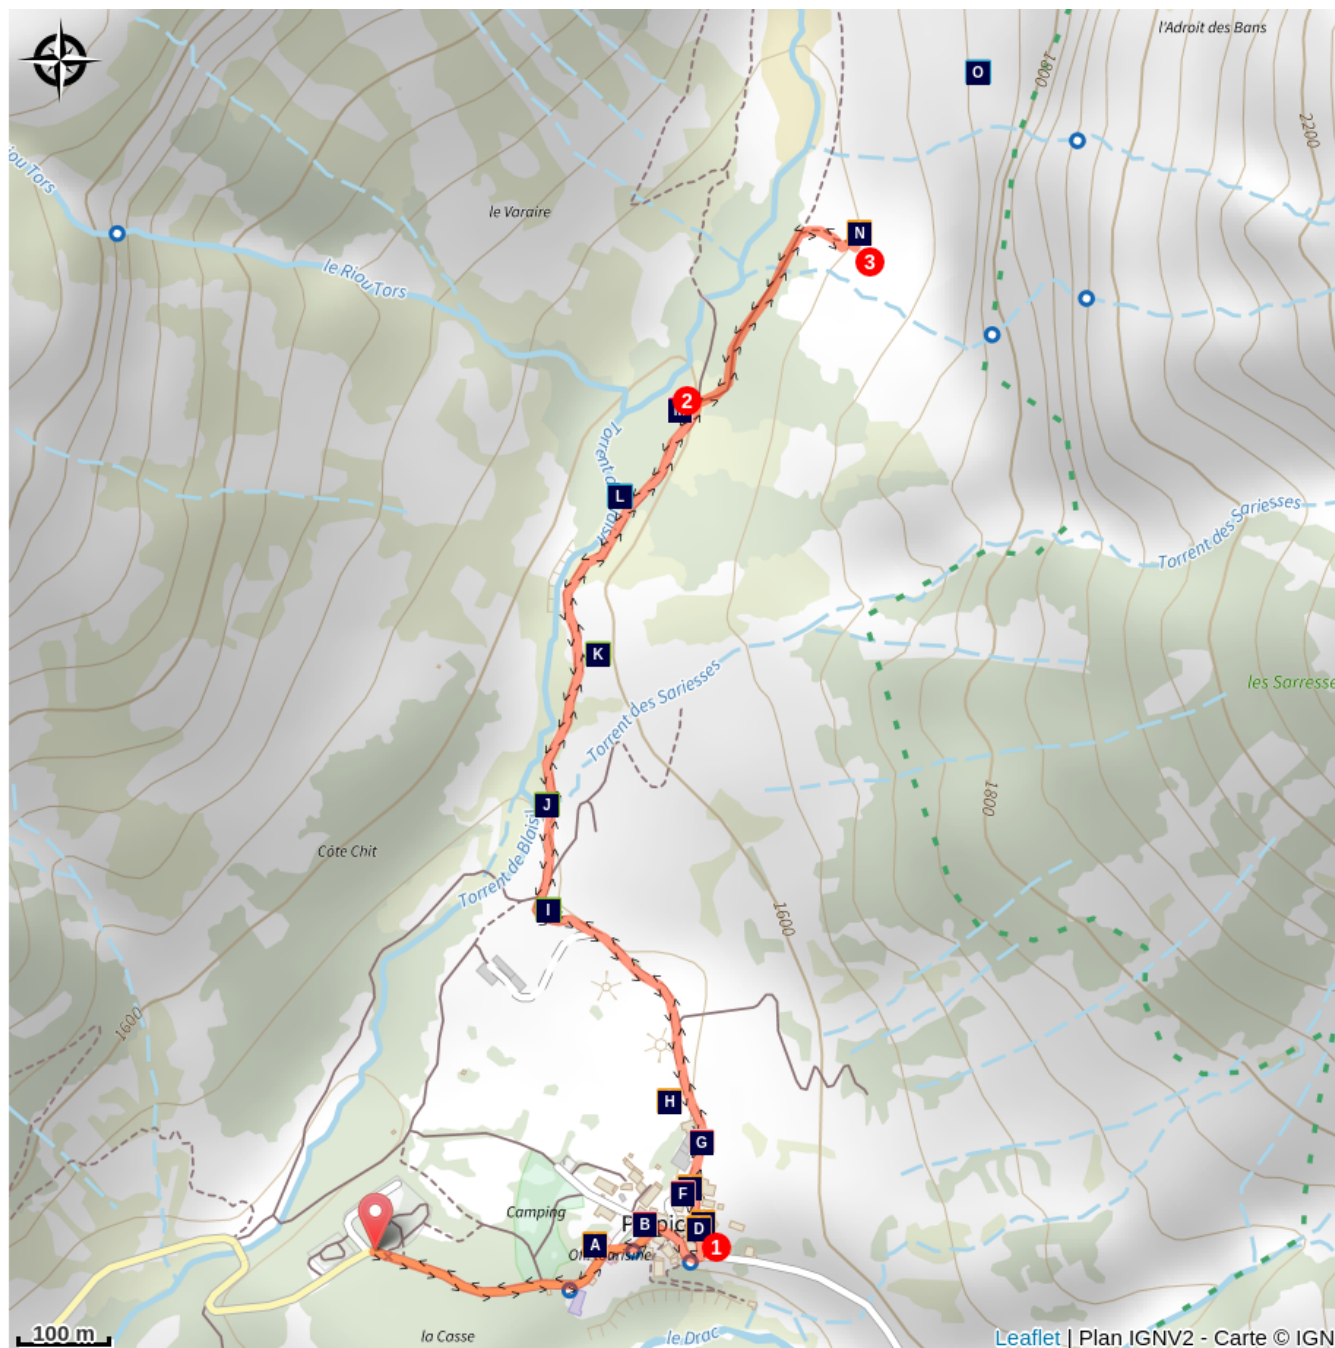 l'Adroit des Bans
O
1800
2200
iou Tors
le Varaire
N
le Riou Tors
3
2
L
Torrent des Sariesses
K
Torrent des Sariesses
les Sarresse
J
1800
Côte Chit
Torrent de Blais
I
1600
1600
H
G
F
Camping
B
D
A
1
la Casse
le Drac
100 m
Leaflet | Plan IGNV2 - Carte © IGN